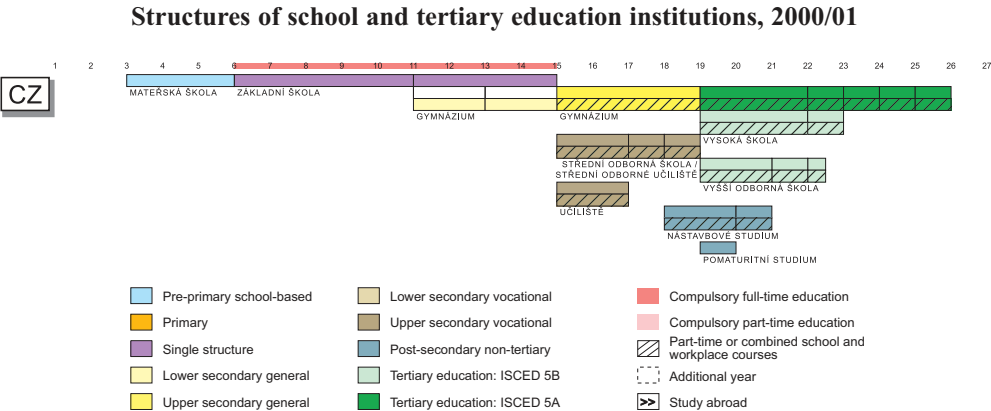 Structures of school and tertiary education institutions, 2000/01
1 2 3 4 5 6 7 8 9 10 11 12 13 14 15 16 17 18 19 20 21 22 23 24 25 26 27
CZ
MATEŘSKÁ ŠKOLA ZÁKLADNÍ ŠKOLA
GYMNÁZIUM GYMNÁZIUM
VYSOKÁ ŠKOLA
STŘEDNÍ ODBORNÁ ŠKOLA /
STŘEDNÍ ODBORNÉ UČILIŠTĚ
VYŠŠÍ ODBORNÁ ŠKOLA
UČILIŠTĚ
NÁSTAVBOVÉ STUDIUM
POMATURITNÍ STUDIUM
Pre-primary school-based
Primary
Single structure
Lower secondary general
Upper secondary general
Lower secondary vocational
Upper secondary vocational
Post-secondary non-tertiary
Tertiary education: ISCED 5B
Tertiary education: ISCED 5A
Compulsory full-time education
Compulsory part-time education
Part-time or combined school and
workplace courses
Additional year
>> Study abroad